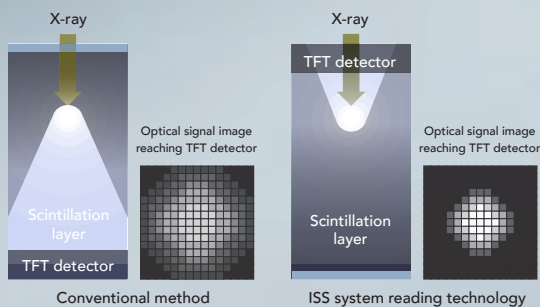 X-ray
Optical signal image
reaching TFT detector
Scintillation
layer
TFT detector
Conventional method
X-ray
TFT detector
Optical signal image
reaching TFT detector
Scintillation
layer
ISS system reading technology